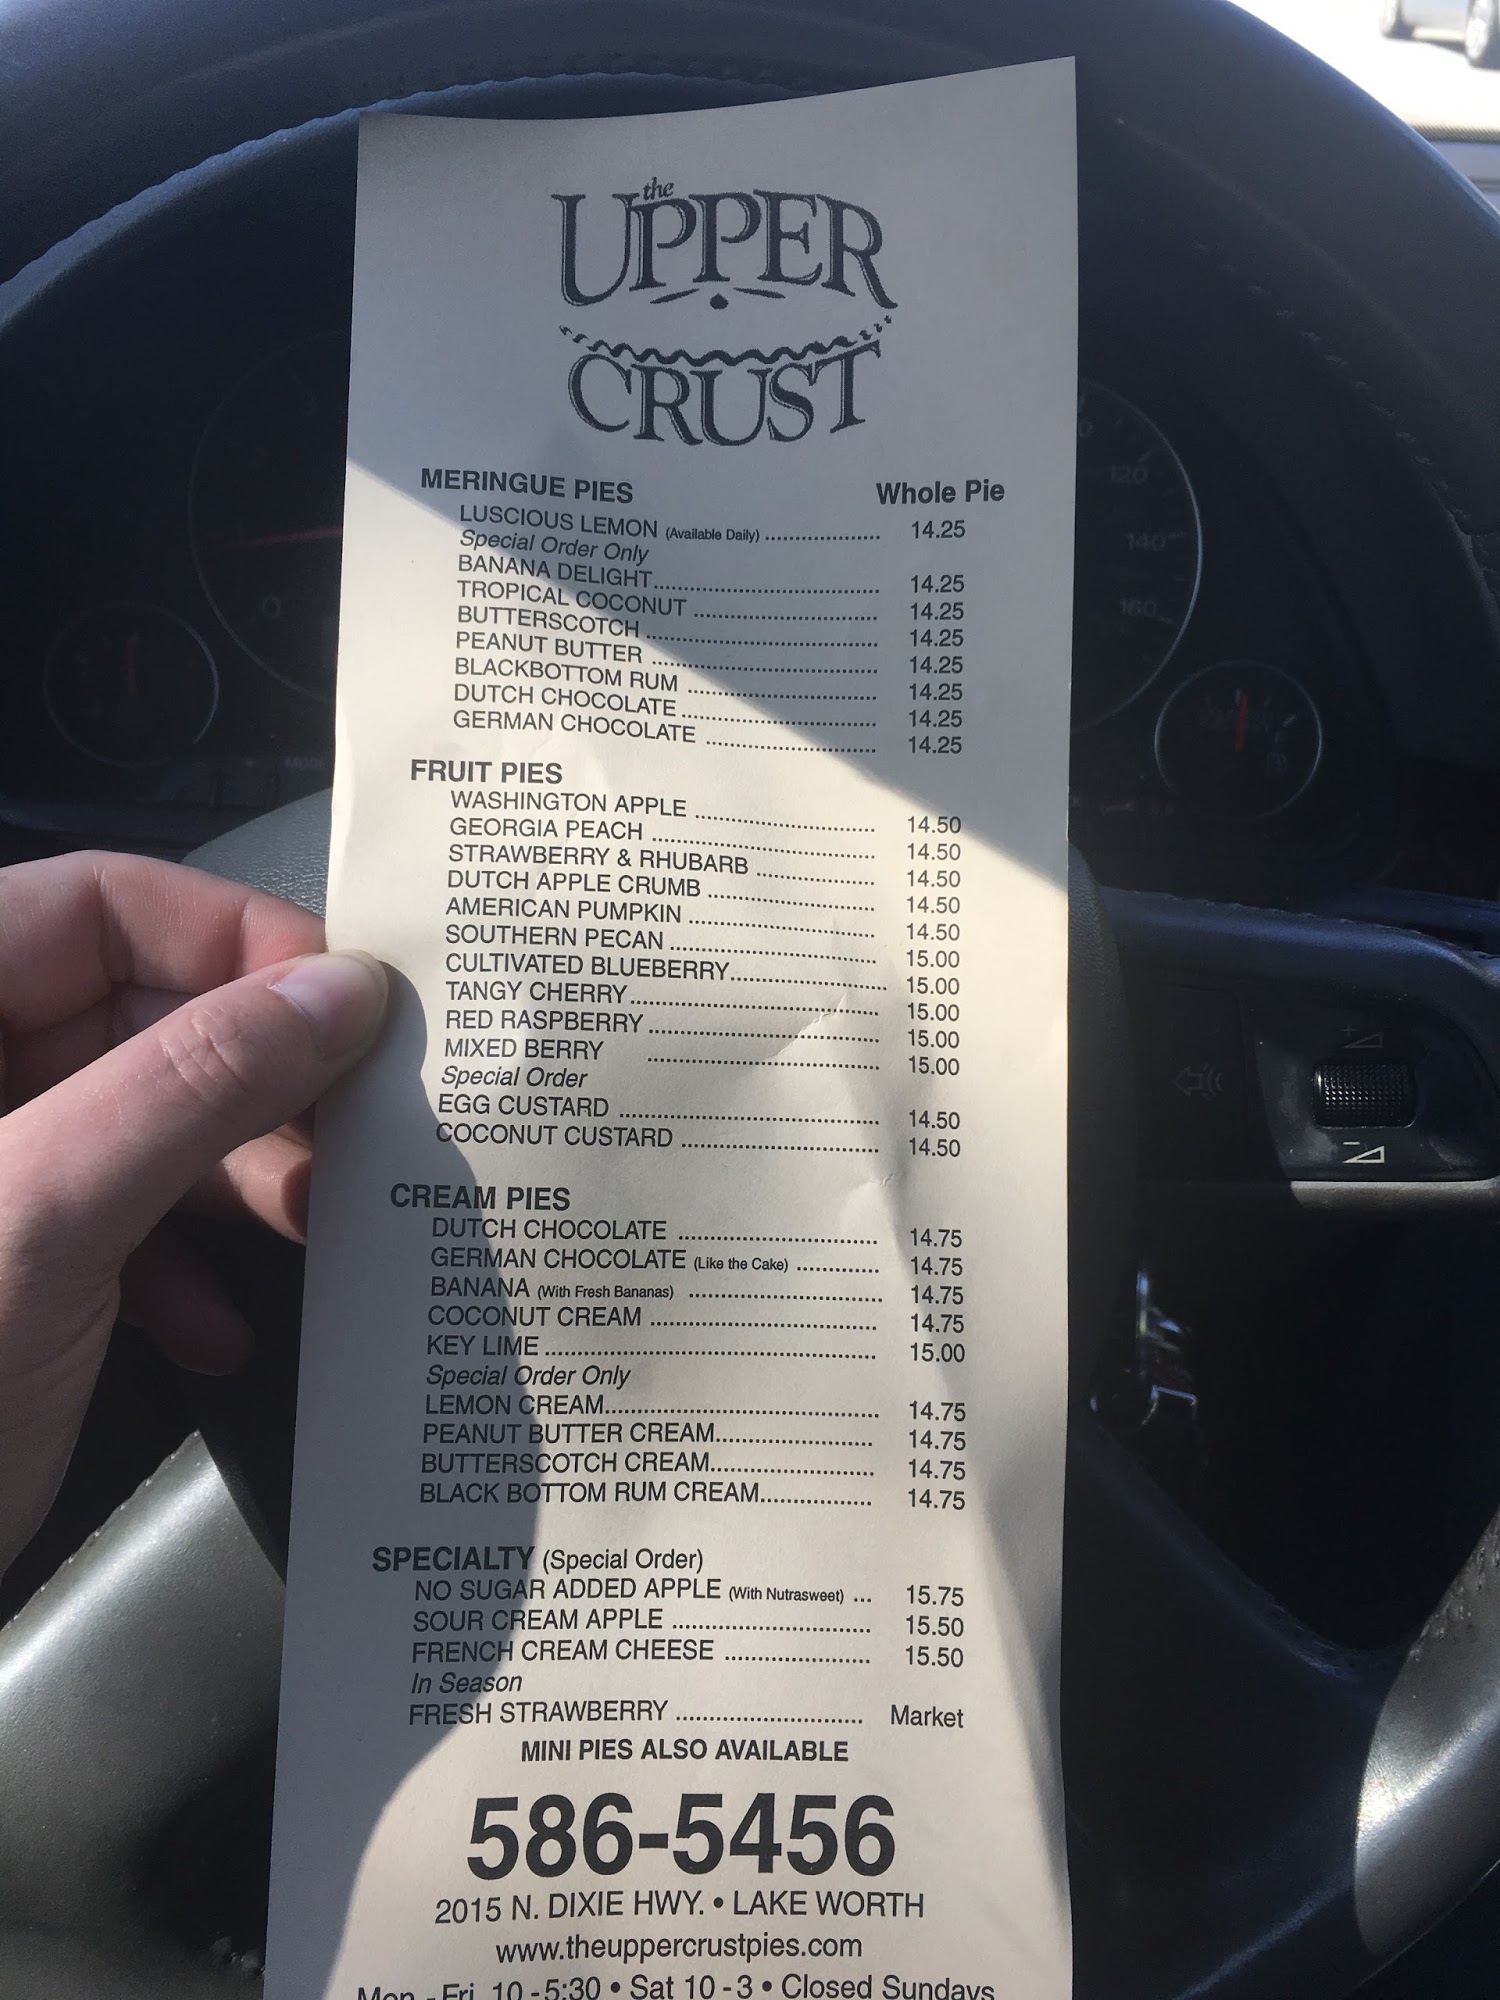 the
UPPER
CRUST
MERINGUE PIES Whole Pie
LUSCIOUS LEMON (Available Daily) .................... 14.25
Special Order Only
BANANA DELIGHT....................................... 14.25
TROPICAL COCONUT ................................ 14.25
BUTTERSCOTCH ........................................ 14.25
PEANUT BUTTER ....................................... 14.25
BLACKBOTTOM RUM ................................. 14.25
DUTCH CHOCOLATE .................................. 14.25
GERMAN CHOCOLATE .............................. 14.25
FRUIT PIES
WASHINGTON APPLE ................................ 14.50
GEORGIA PEACH ....................................... 14.50
STRAWBERRY & RHUBARB ..................... 14.50
DUTCH APPLE CRUMB .............................. 14.50
AMERICAN PUMPKIN ................................. 14.50
SOUTHERN PECAN .................................... 15.00
CULTIVATED BLUEBERRY........................... 15.00
TANGY CHERRY........................................... 15.00
RED RASPBERRY ........................................ 15.00
MIXED BERRY ........................................ 15.00
Special Order
EGG CUSTARD ............................................. 14.50
COCONUT CUSTARD ................................... 14.50
CREAM PIES
DUTCH CHOCOLATE ................................... 14.75
GERMAN CHOCOLATE (Like the Cake) ............... 14.75
BANANA (With Fresh Bananas) .................................. 14.75
COCONUT CREAM ....................................... 14.75
KEY LIME ......................................................... 15.00
Special Order Only
LEMON CREAM............................................... 14.75
PEANUT BUTTER CREAM........................... 14.75
BUTTERSCOTCH CREAM............................ 14.75
BLACK BOTTOM RUM CREAM................... 14.75
SPECIALTY (Special Order)
NO SUGAR ADDED APPLE (With Nutrasweet) ... 15.75
SOUR CREAM APPLE .................................. 15.50
FRENCH CREAM CHEESE ......................... 15.50
In Season
FRESH STRAWBERRY ............................... Market
MINI PIES ALSO AVAILABLE
586-5456
2015 N. DIXIE HWY. • LAKE WORTH
www.theuppercrustpies.com
Mon - Fri 10 - 5:30 • Sat 10 - 3 • Closed Sundays
120
140
160
0